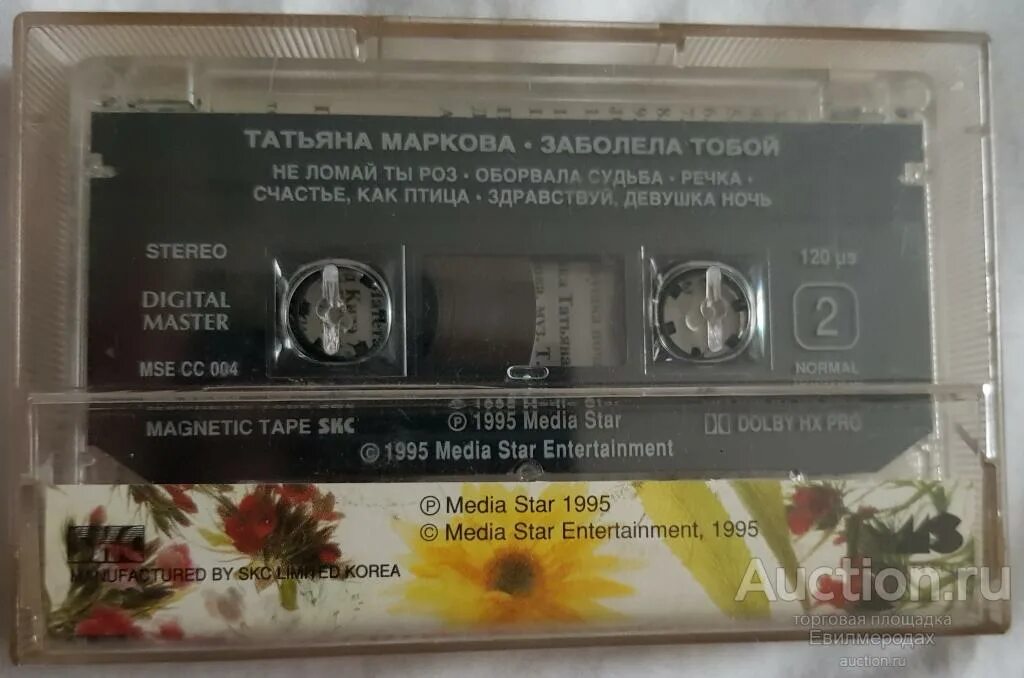 ТАТЬЯНА МАРКОВА • ЗАБОЛЕЛА ТОБОЙ
НЕ ЛОМАЙ ТЫ РОЗ • ОБОРВАЛА СУДЬБА • РЕЧКА •
СЧАСТЬЕ, КАК ПТИЦА • ЗДРАВСТВУЙ, ДЕВУШКА НОЧЬ
STEREO
120 µs
DIGITAL
MASTER
2
MSE CC 004
NORMAL
MAGNETIC TAPE SKC
℗ 1995 Media Star
DOLBY HX PRO
© 1995 Media Star Entertainment
℗ Media Star 1995
© Media Star Entertainment, 1995
MANUFACTURED BY SKC LIMITED KOREA
Auction.ru
торговая площадка
Евилмеродах
auction.ru